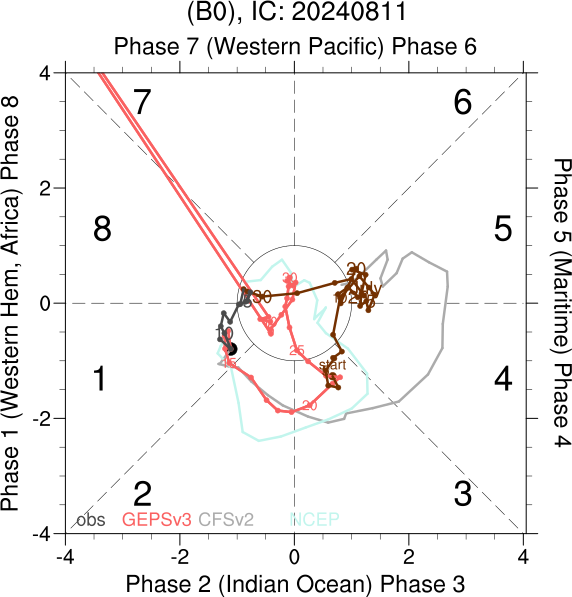 (B0), IC: 20240811
Phase 7 (Western Pacific) Phase 6
Phase 1 (Western Hem, Africa) Phase 8
Phase 5 (Maritime) Phase 4
4
2
0
-2
-4
7
6
8
5
1
4
2
3
30
30
30
25
20
start
obs GEPSv3 CFSv2 NCEP
-4 -2 0 2 4
Phase 2 (Indian Ocean) Phase 3